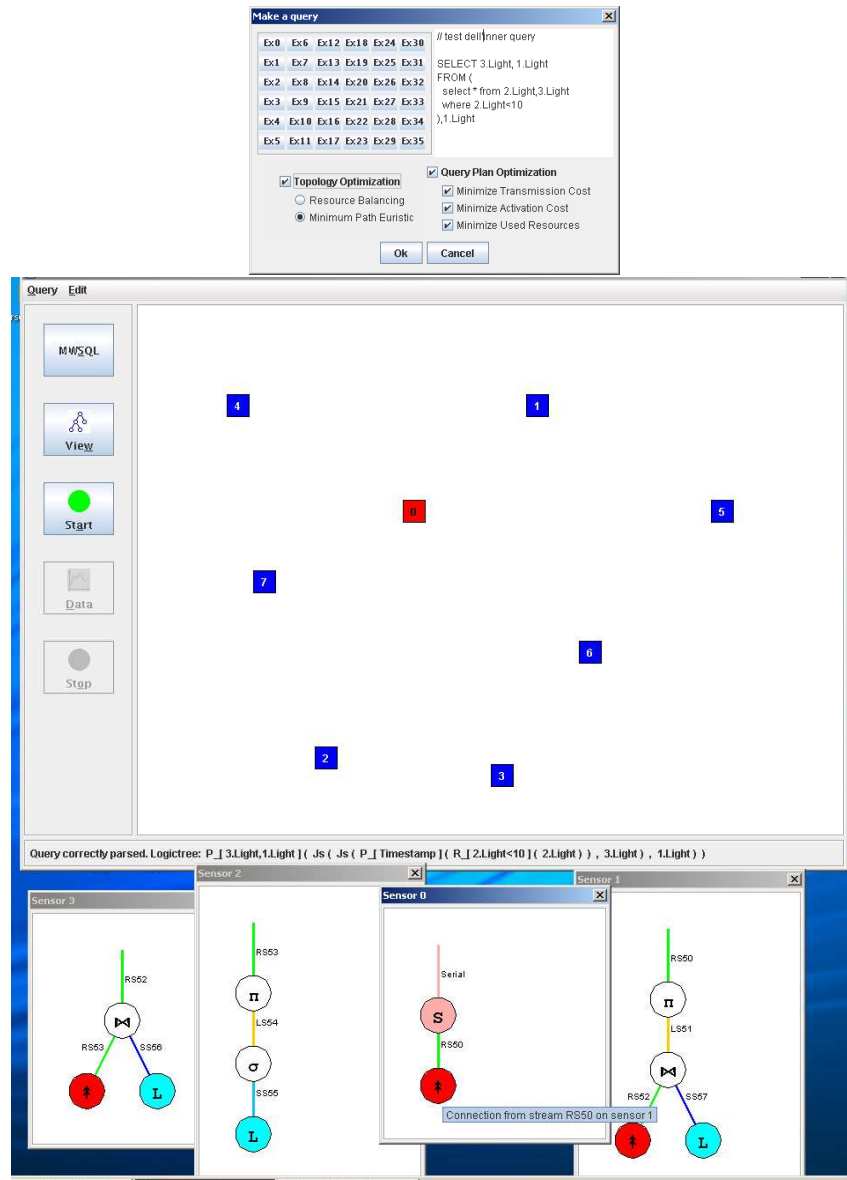 Make a query
Ex0 Ex6 Ex12 Ex18 Ex24 Ex30
Ex1 Ex7 Ex13 Ex19 Ex25 Ex31
Ex2 Ex8 Ex14 Ex20 Ex26 Ex32
Ex3 Ex9 Ex15 Ex21 Ex27 Ex33
Ex4 Ex10 Ex16 Ex22 Ex28 Ex34
Ex5 Ex11 Ex17 Ex23 Ex29 Ex35
// test dell'inner query
SELECT 3.Light, 1.Light
FROM (
select * from 2.Light,3.Light
where 2.Light<10
),1.Light
Topology Optimization
Resource Balancing
Minimum Path Euristic
Query Plan Optimization
Minimize Transmission Cost
Minimize Activation Cost
Minimize Used Resources
Ok Cancel
Query Edit
MWSQL
View
Start
Data
Stop
4
1
0
5
7
6
2
3
Query correctly parsed. Logictree: P_[ 3.Light,1.Light ] ( Js ( Js ( P_[ Timestamp ] ( R_[ 2.Light<10 ] ( 2.Light ) ) , 3.Light ) , 1.Light ) )
Sensor 3
RS52
⋈
RS53 SS56
L
Sensor 2
RS53
π
LS54
σ
SS55
L
Sensor 0
Serial
S
RS50
Connection from stream RS50 on sensor 1
Sensor 1
RS50
π
LS51
⋈
RS52 SS57
L